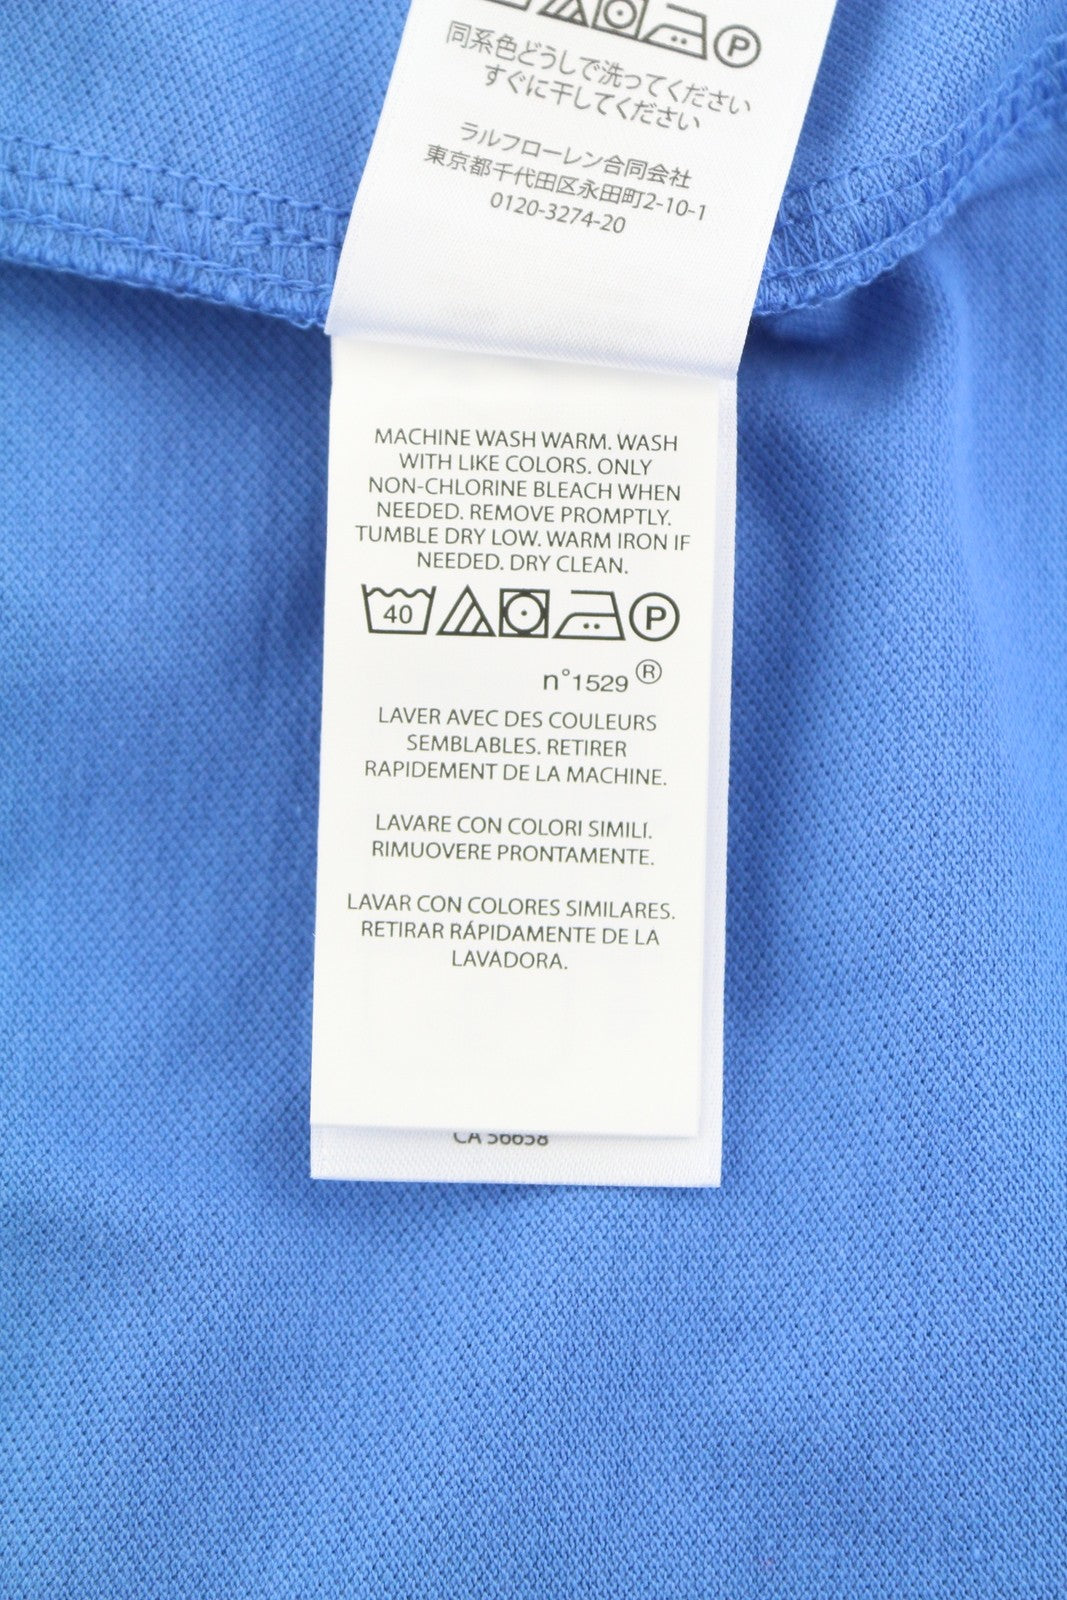 P
同系色どうしで洗ってください
すぐに干してください
ラルフローレン合同会社
東京都千代田区永田町2-10-1
0120-3274-20
MACHINE WASH WARM. WASH
WITH LIKE COLORS. ONLY
NON-CHLORINE BLEACH WHEN
NEEDED. REMOVE PROMPTLY.
TUMBLE DRY LOW. WARM IRON IF
NEEDED. DRY CLEAN.
40 P
n°1529 ®
LAVER AVEC DES COULEURS
SEMBLABLES. RETIRER
RAPIDEMENT DE LA MACHINE.
LAVARE CON COLORI SIMILI.
RIMUOVERE PRONTAMENTE.
LAVAR CON COLORES SIMILARES.
RETIRAR RÁPIDAMENTE DE LA
LAVADORA.
CA 56658